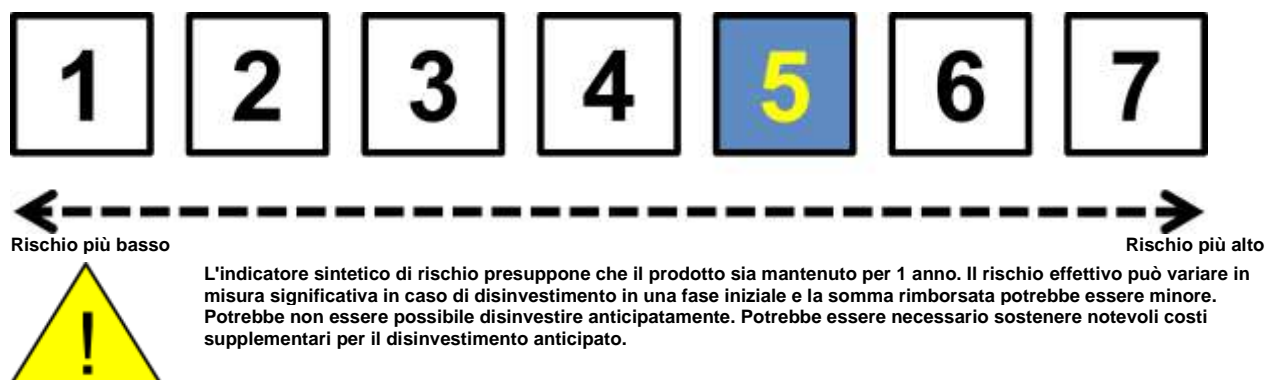 1 2 3 4 5 6 7
Rischio più basso Rischio più alto
L'indicatore sintetico di rischio presuppone che il prodotto sia mantenuto per 1 anno. Il rischio effettivo può variare in
misura significativa in caso di disinvestimento in una fase iniziale e la somma rimborsata potrebbe essere minore.
Potrebbe non essere possibile disinvestire anticipatamente. Potrebbe essere necessario sostenere notevoli costi
supplementari per il disinvestimento anticipato.
!